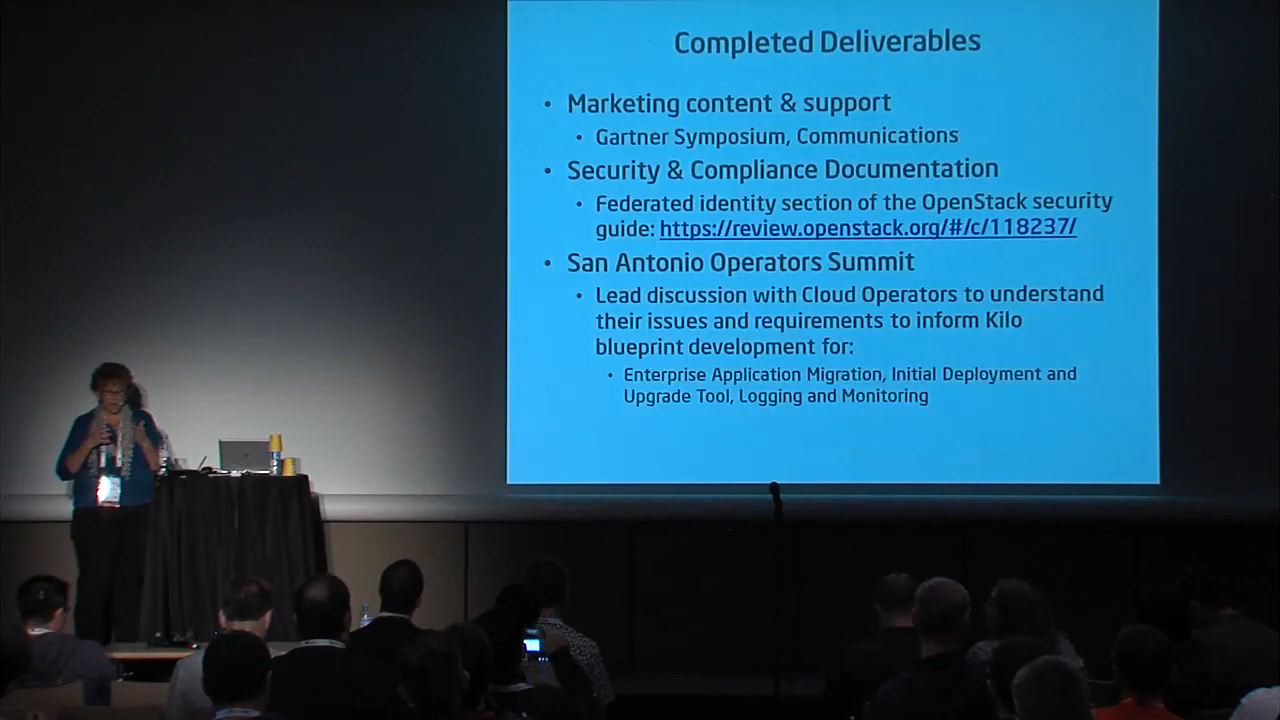 Completed Deliverables
• Marketing content & support
• Gartner Symposium, Communications
• Security & Compliance Documentation
• Federated identity section of the OpenStack security
guide: https://review.openstack.org/#/c/118237/
• San Antonio Operators Summit
• Lead discussion with Cloud Operators to understand
their issues and requirements to inform Kilo
blueprint development for:
• Enterprise Application Migration, Initial Deployment and
Upgrade Tool, Logging and Monitoring